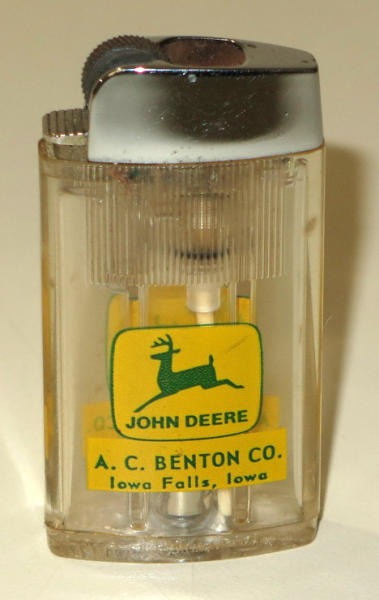 JOHN DEERE
A. C. BENTON CO.
Iowa Falls, Iowa